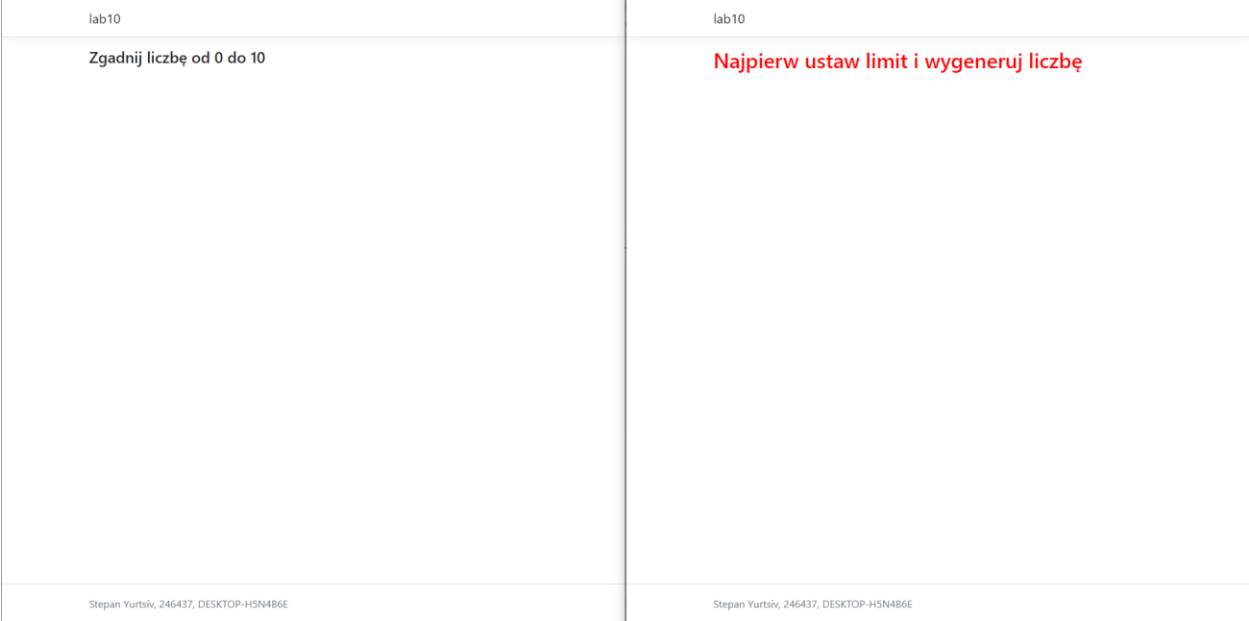 lab10
Zgadnij liczbę od 0 do 10
Stepan Yurtsiv, 246437, DESKTOP-H5N4B6E
lab10
Najpierw ustaw limit i wygeneruj liczbę
Stepan Yurtsiv, 246437, DESKTOP-H5N4B6E